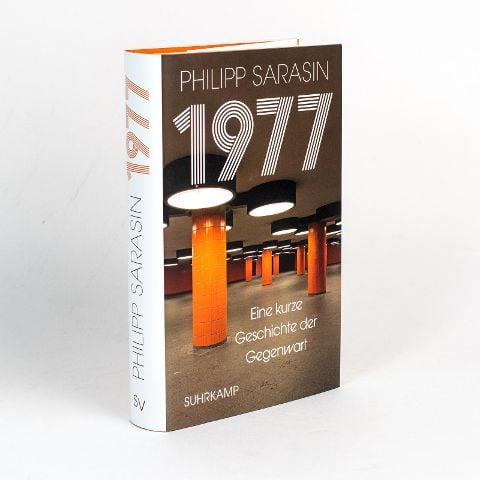 PHILIPP SARASIN
1977
Eine kurze
Geschichte der
Gegenwart
SUHRKAMP
1977
PHILIPP SARASIN
SV